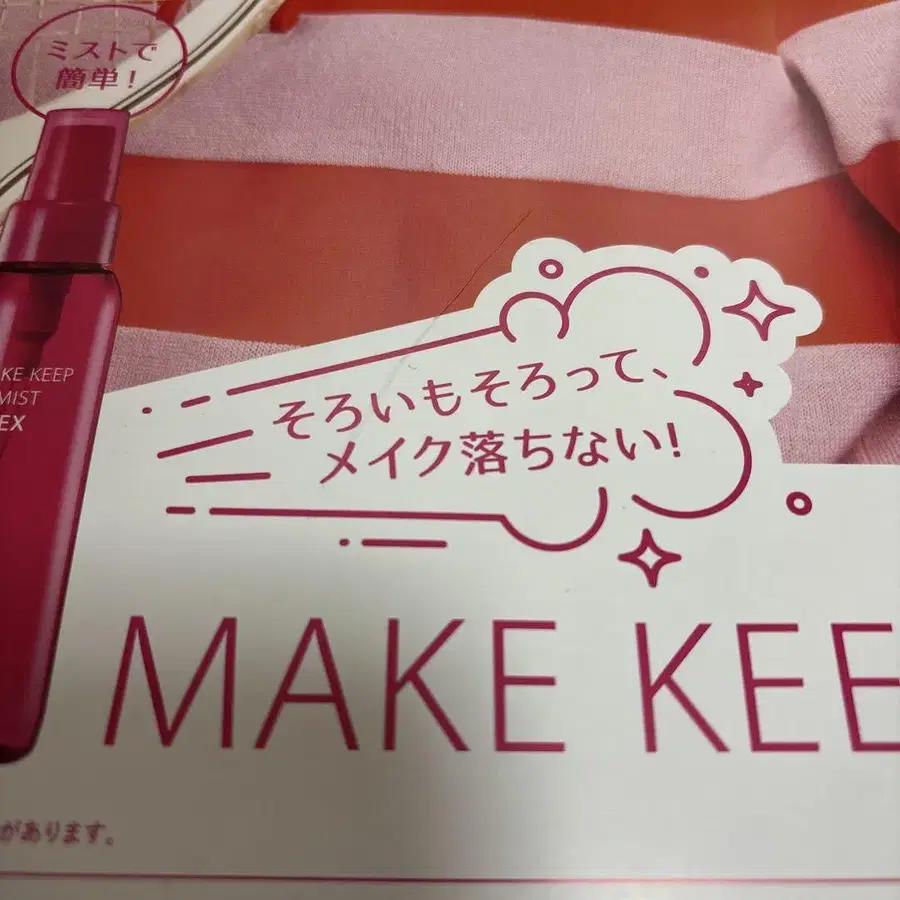 ミストで
簡単！
KE KEEP
MIST
EX
そろいもそろって、
メイク落ちない!
MAKE KEE
があります。